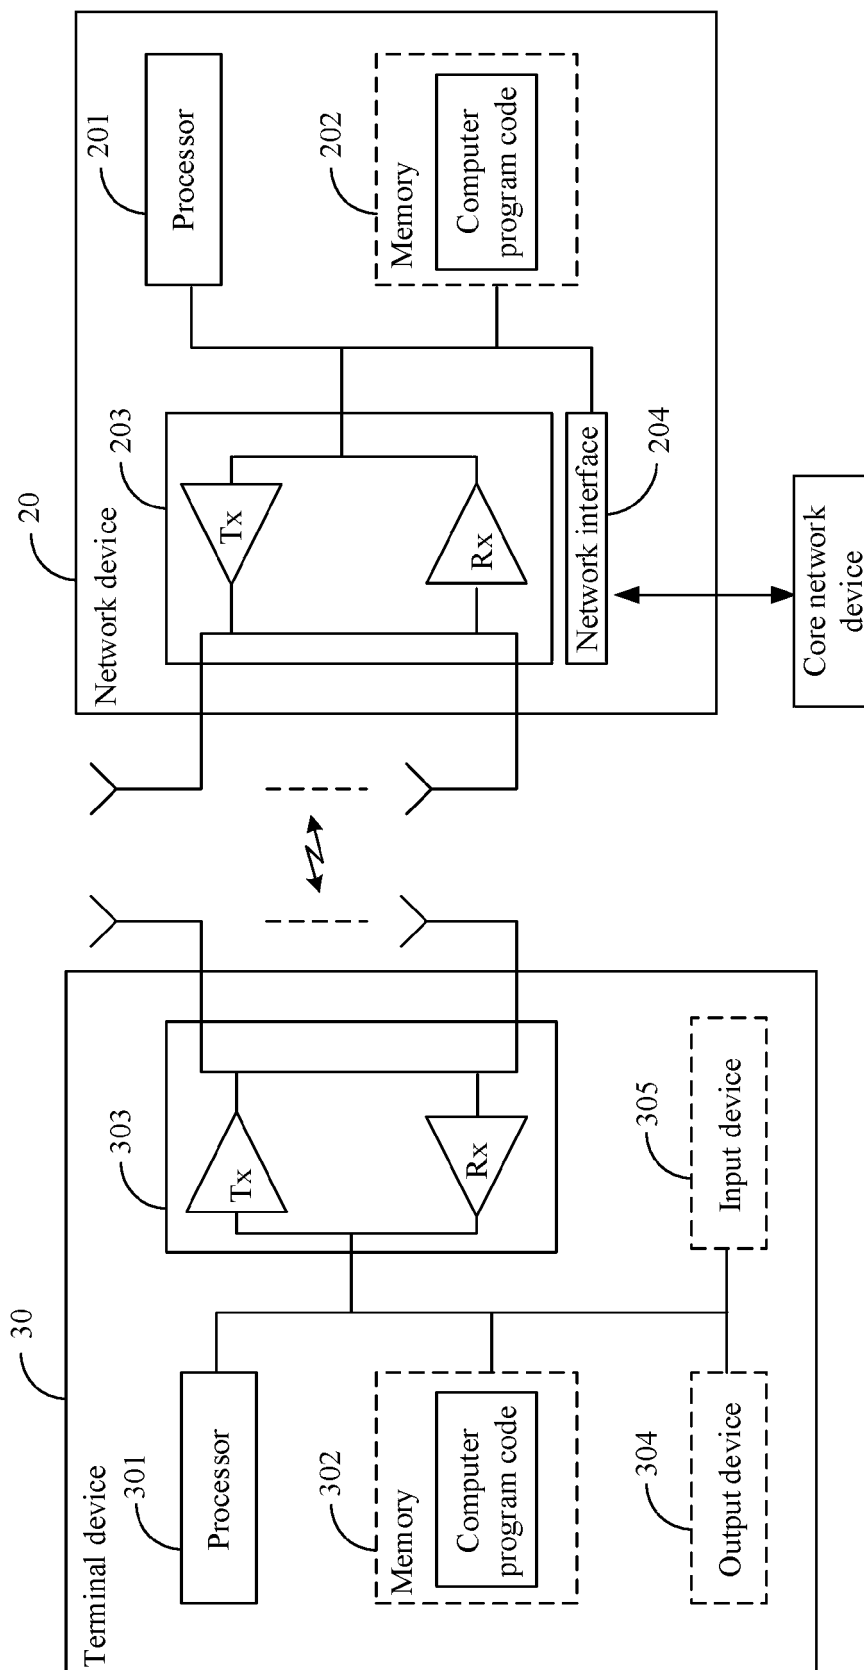 30
Terminal device
301
Processor
302
Memory
Computer
program code
304
Output device
303
Tx
Rx
305
Input device
20
Network device
203
Tx
Rx
201
Processor
202
Memory
Computer
program code
Network interface
204
Core network
device